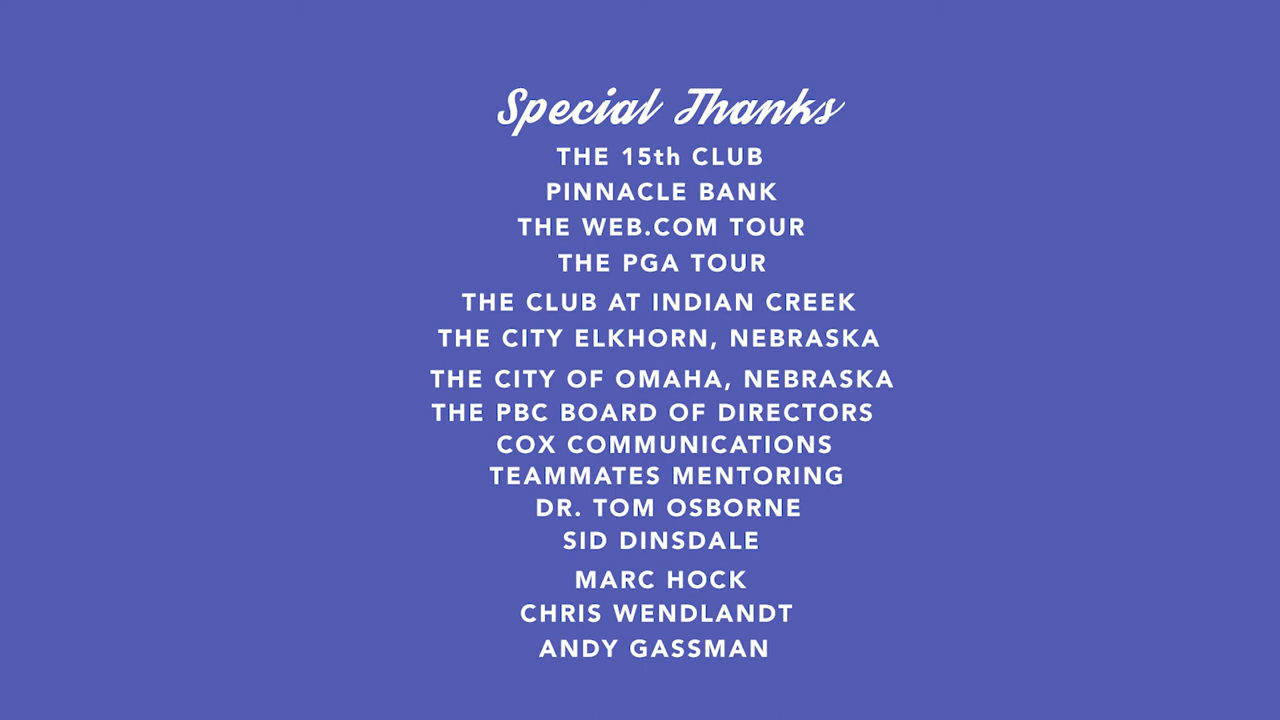 Special Thanks
THE 15th CLUB
PINNACLE BANK
THE WEB.COM TOUR
THE PGA TOUR
THE CLUB AT INDIAN CREEK
THE CITY ELKHORN, NEBRASKA
THE CITY OF OMAHA, NEBRASKA
THE PBC BOARD OF DIRECTORS
COX COMMUNICATIONS
TEAMMATES MENTORING
DR. TOM OSBORNE
SID DINSDALE
MARC HOCK
CHRIS WENDLANDT
ANDY GASSMAN